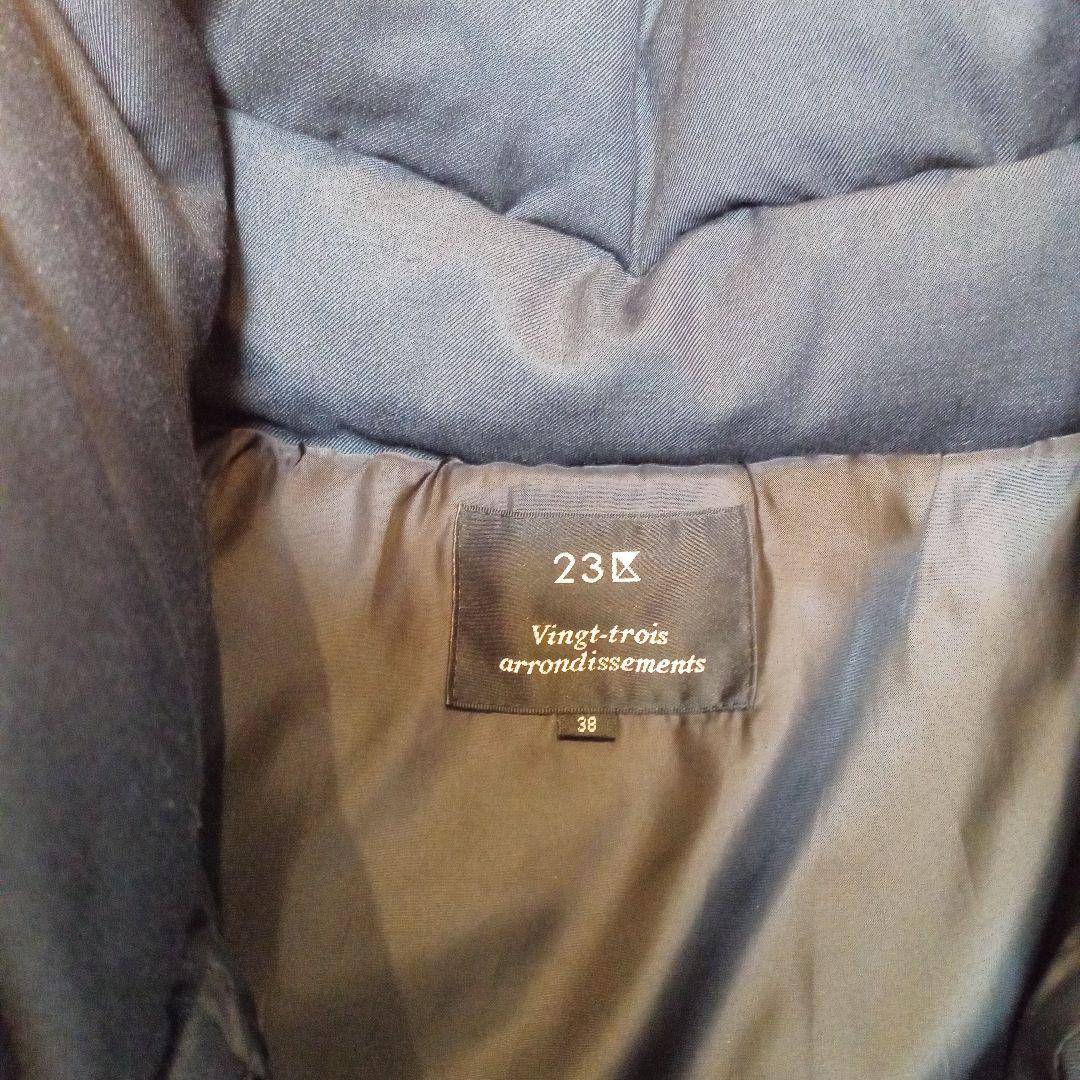 23区
Vingt-trois
arrondissements
38